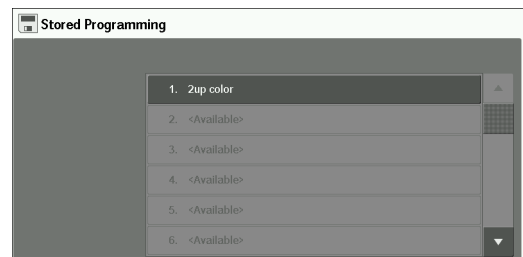 Stored Programming
1. 2up color
2. <Available>
3. <Available>
4. <Available>
5. <Available>
6. <Available>